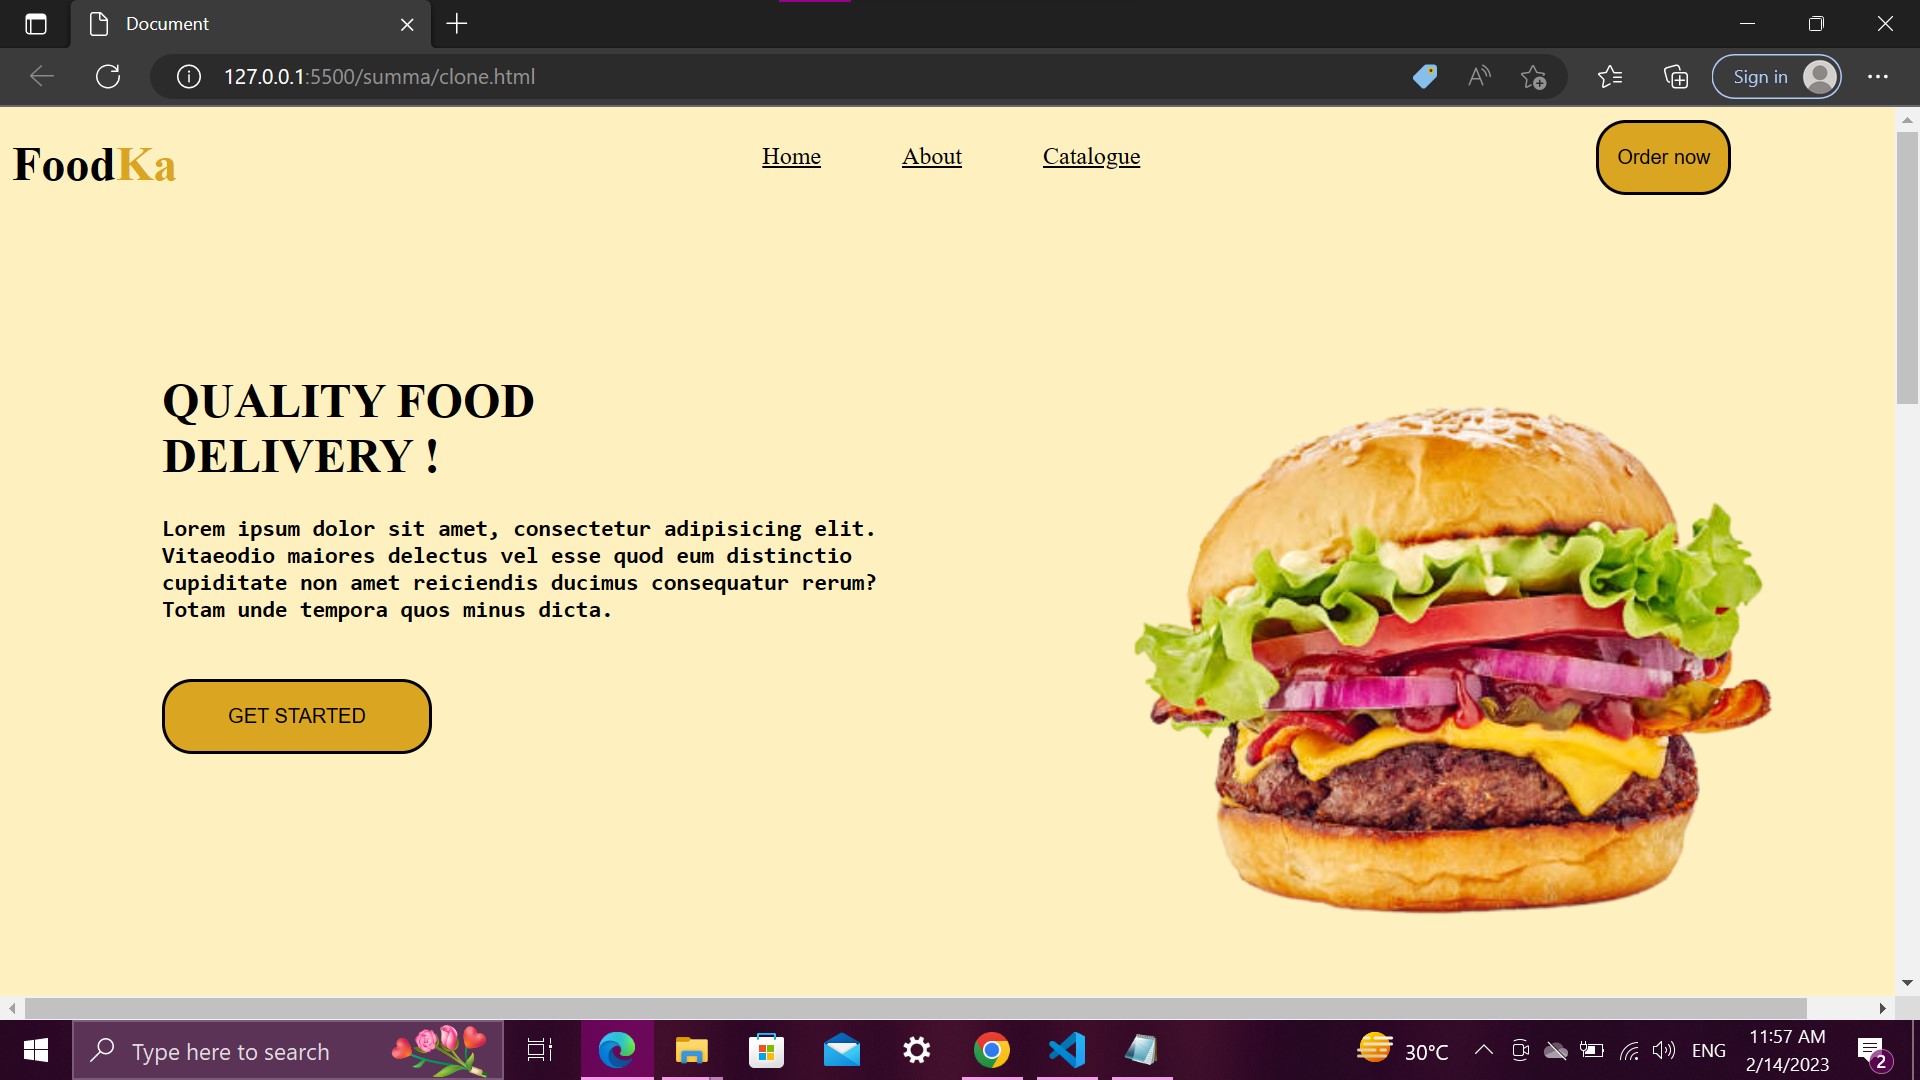 Document
127.0.0.1:5500/summa/clone.html
Sign in
FoodKa
Home
About
Catalogue
Order now
QUALITY FOOD
DELIVERY !
Lorem ipsum dolor sit amet, consectetur adipisicing elit.
Vitaeodio maiores delectus vel esse quod eum distinctio
cupiditate non amet reiciendis ducimus consequatur rerum?
Totam unde tempora quos minus dicta.
GET STARTED
Type here to search
30°C
ENG
11:57 AM
2/14/2023
2